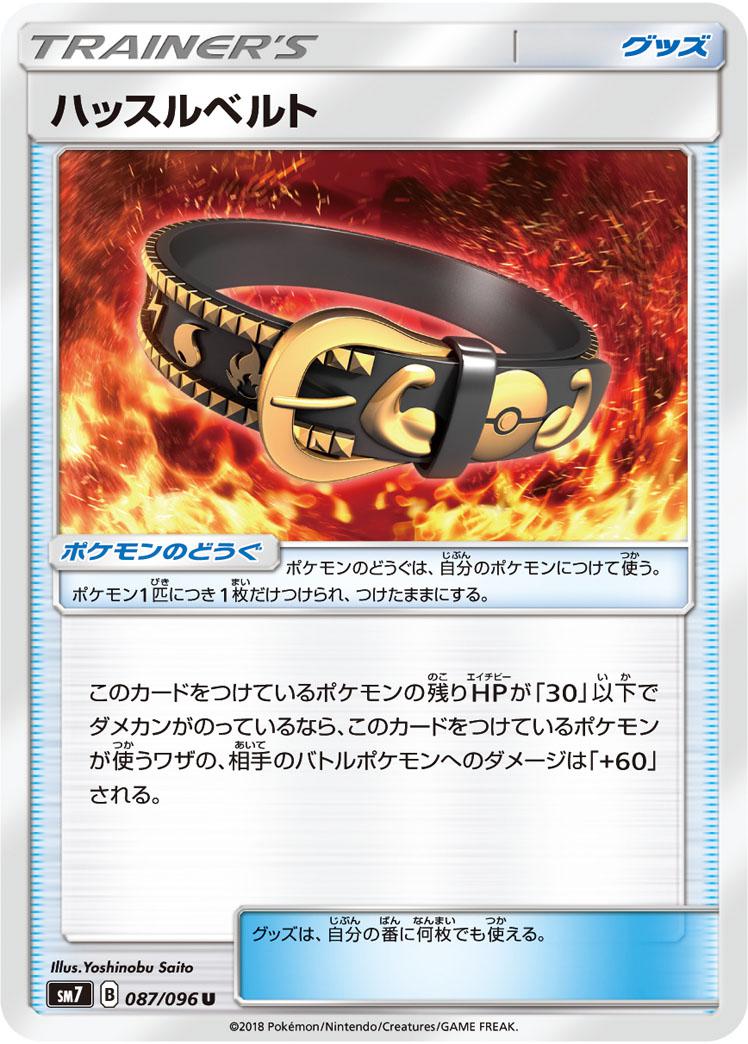 TRAINER'S
グッズ
ハッスルベルト
ポケモンのどうぐ
ポケモンのどうぐは、自分のポケモンにつけて使う。
ポケモン1匹につき1枚だけつけられ、つけたままにする。
このカードをつけているポケモンの残りHPが「30」以下で
ダメカンがのっているなら、このカードをつけているポケモン
が使うワザの、相手のバトルポケモンへのダメージは「+60」
される。
グッズは、自分の番に何枚でも使える。
Illus.Yoshinobu Saito
SM7 B 087/096 U
©2018 Pokémon/Nintendo/Creatures/GAME FREAK.